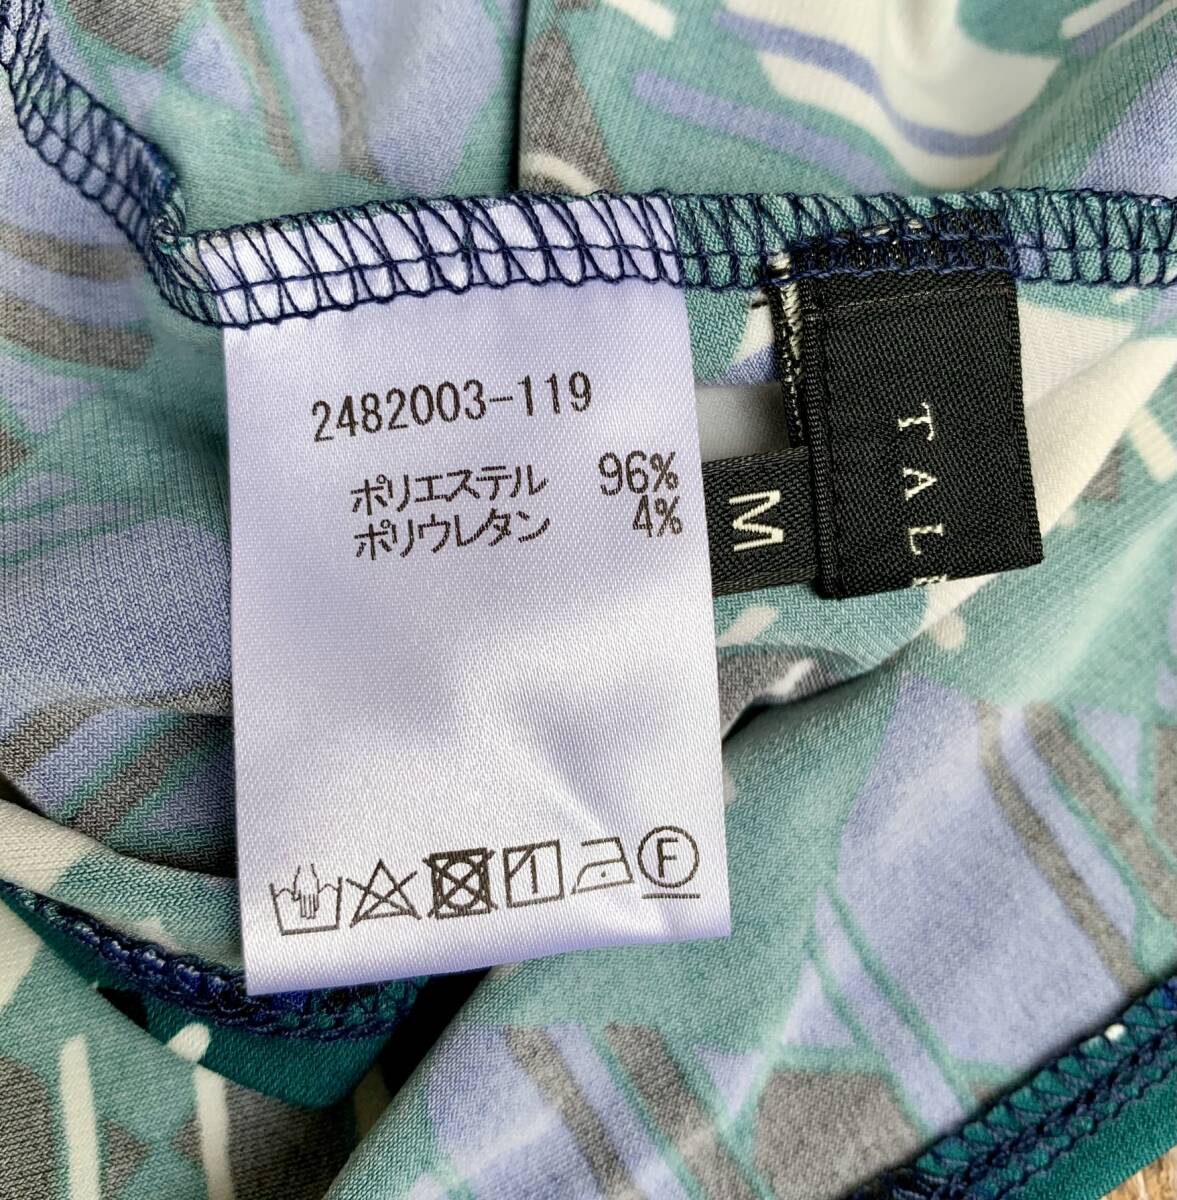 2482003-119
ポリエステル 96%
ポリウレタン 4%
M
TAL
F